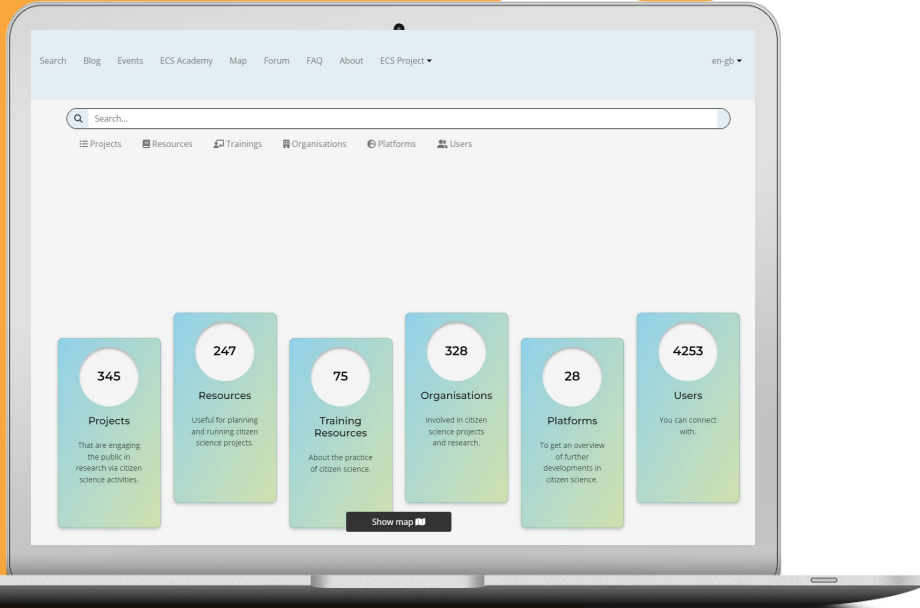 Search Blog Events ECS Academy Map Forum FAQ About ECS Project en-gb
Search...
Projects Resources Trainings Organisations Platforms Users
345
Projects
That are engaging
the public in
research via citizen
science activities.
247
Resources
Useful for planning
and running citizen
science projects.
75
Training
Resources
About the practice
of citizen science.
328
Organisations
Involved in citizen
science projects
and research.
28
Platforms
To get an overview
of further
developments in
citizen science.
4253
Users
You can connect
with.
Show map